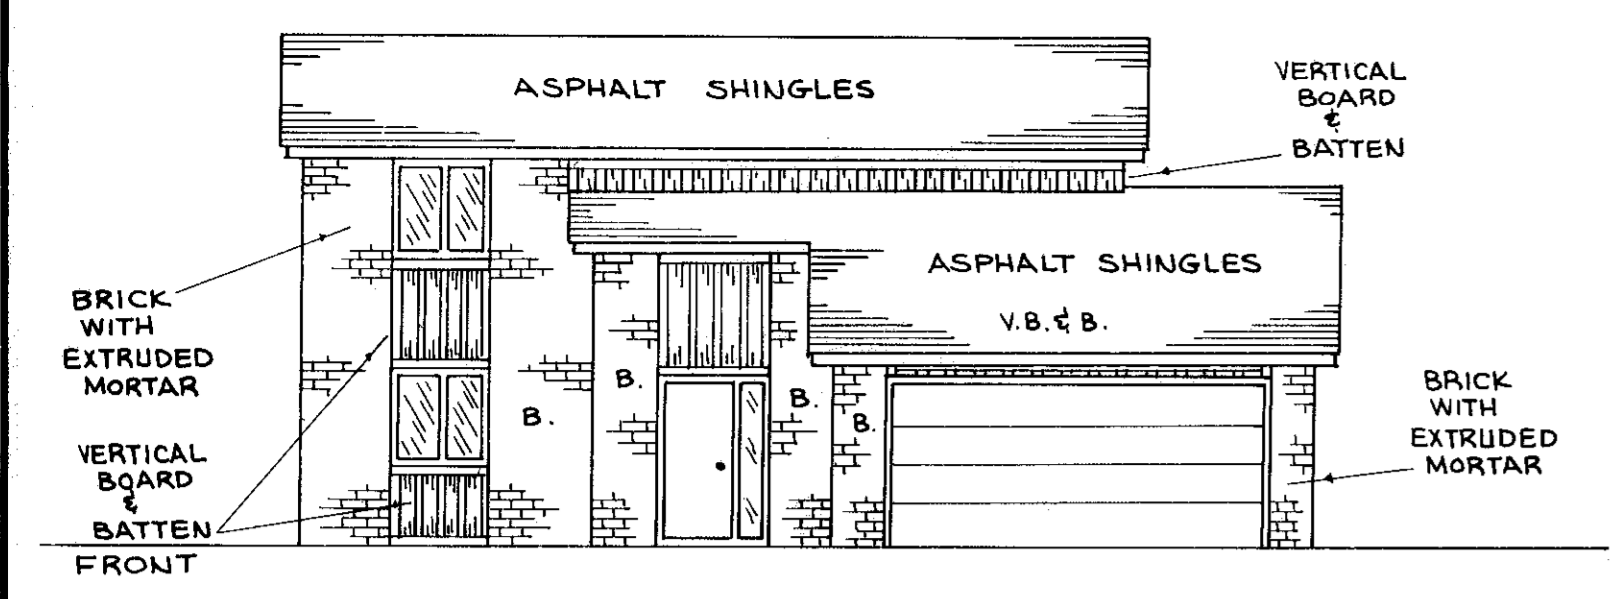 ASPHALT SHINGLES
VERTICAL
BOARD
&
BATTEN
ASPHALT SHINGLES
V.B. & B.
BRICK
WITH
EXTRUDED
MORTAR
B.
B.
B.
B.
BRICK
WITH
EXTRUDED
MORTAR
VERTICAL
BOARD
&
BATTEN
FRONT